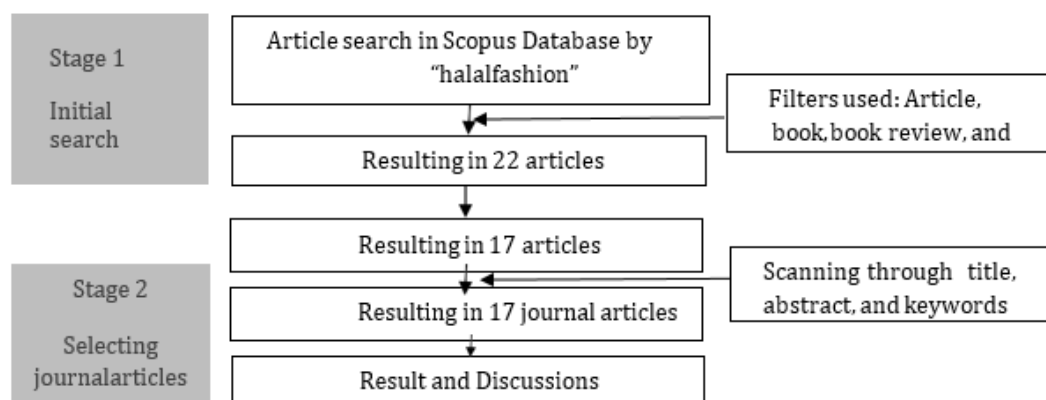 Stage 1
Initial
search
Article search in Scopus Database by
“halalfashion”
Filters used: Article,
book, book review, and
Resulting in 22 articles
Resulting in 17 articles
Stage 2
Selecting
journalarticles
Scanning through title,
abstract, and keywords
Resulting in 17 journal articles
Result and Discussions